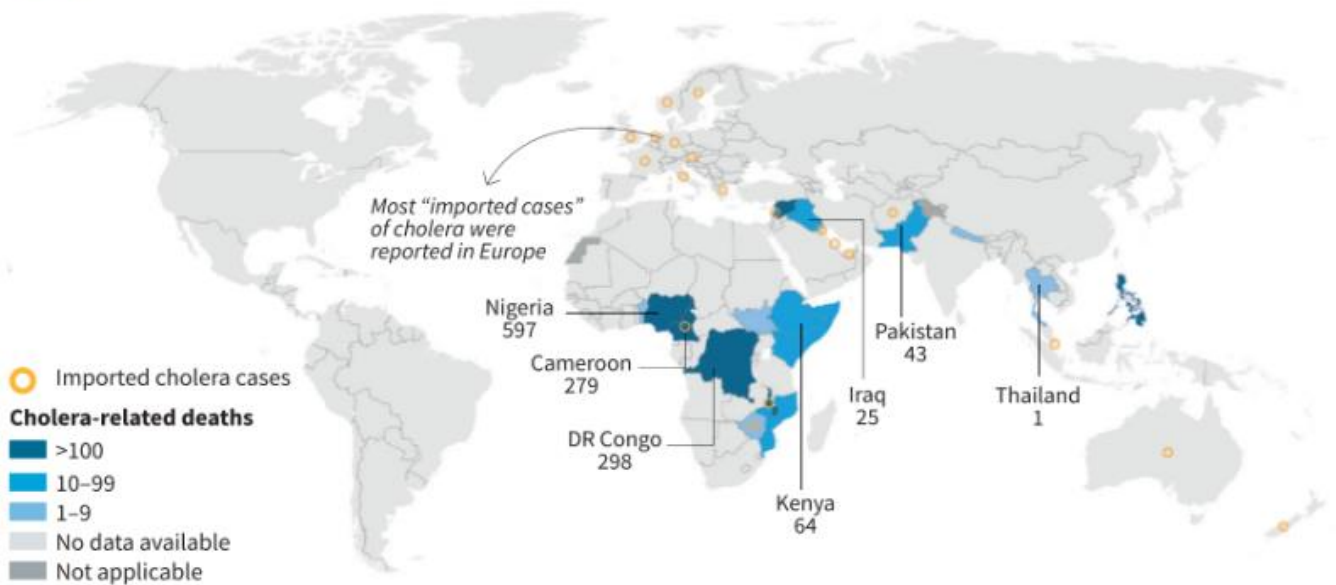 Most “imported cases”
of cholera were
reported in Europe
Nigeria
597
Cameroon
279
DR Congo
298
Kenya
64
Iraq
25
Pakistan
43
Thailand
1
Imported cholera cases
Cholera-related deaths
>100
10–99
1–9
No data available
Not applicable